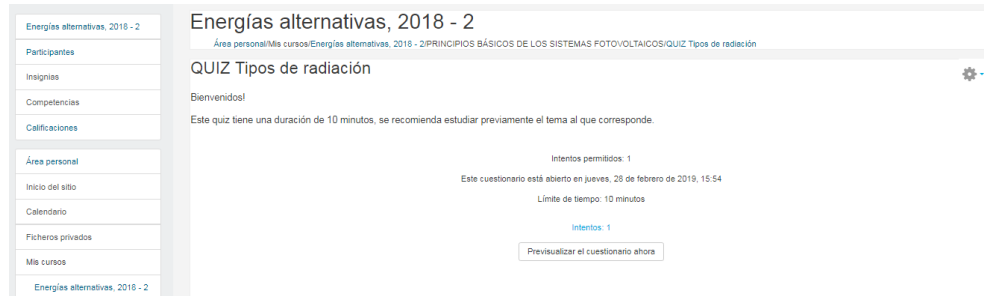 Energías alternativas, 2018 - 2
Participantes
Insignias
Competencias
Calificaciones
Área personal
Inicio del sitio
Calendario
Ficheros privados
Mis cursos
Energías alternativas, 2018 - 2
Energías alternativas, 2018 - 2
Área personal/Mis cursos/Energías alternativas, 2018 - 2/PRINCIPIOS BÁSICOS DE LOS SISTEMAS FOTOVOLTAICOS/QUIZ Tipos de radiación
QUIZ Tipos de radiación
Bienvenidos!
Este quiz tiene una duración de 10 minutos, se recomienda estudiar previamente el tema al que corresponde.
Intentos permitidos: 1
Este cuestionario está abierto en jueves, 28 de febrero de 2019, 15:54
Límite de tiempo: 10 minutos
Intentos: 1
Previsualizar el cuestionario ahora